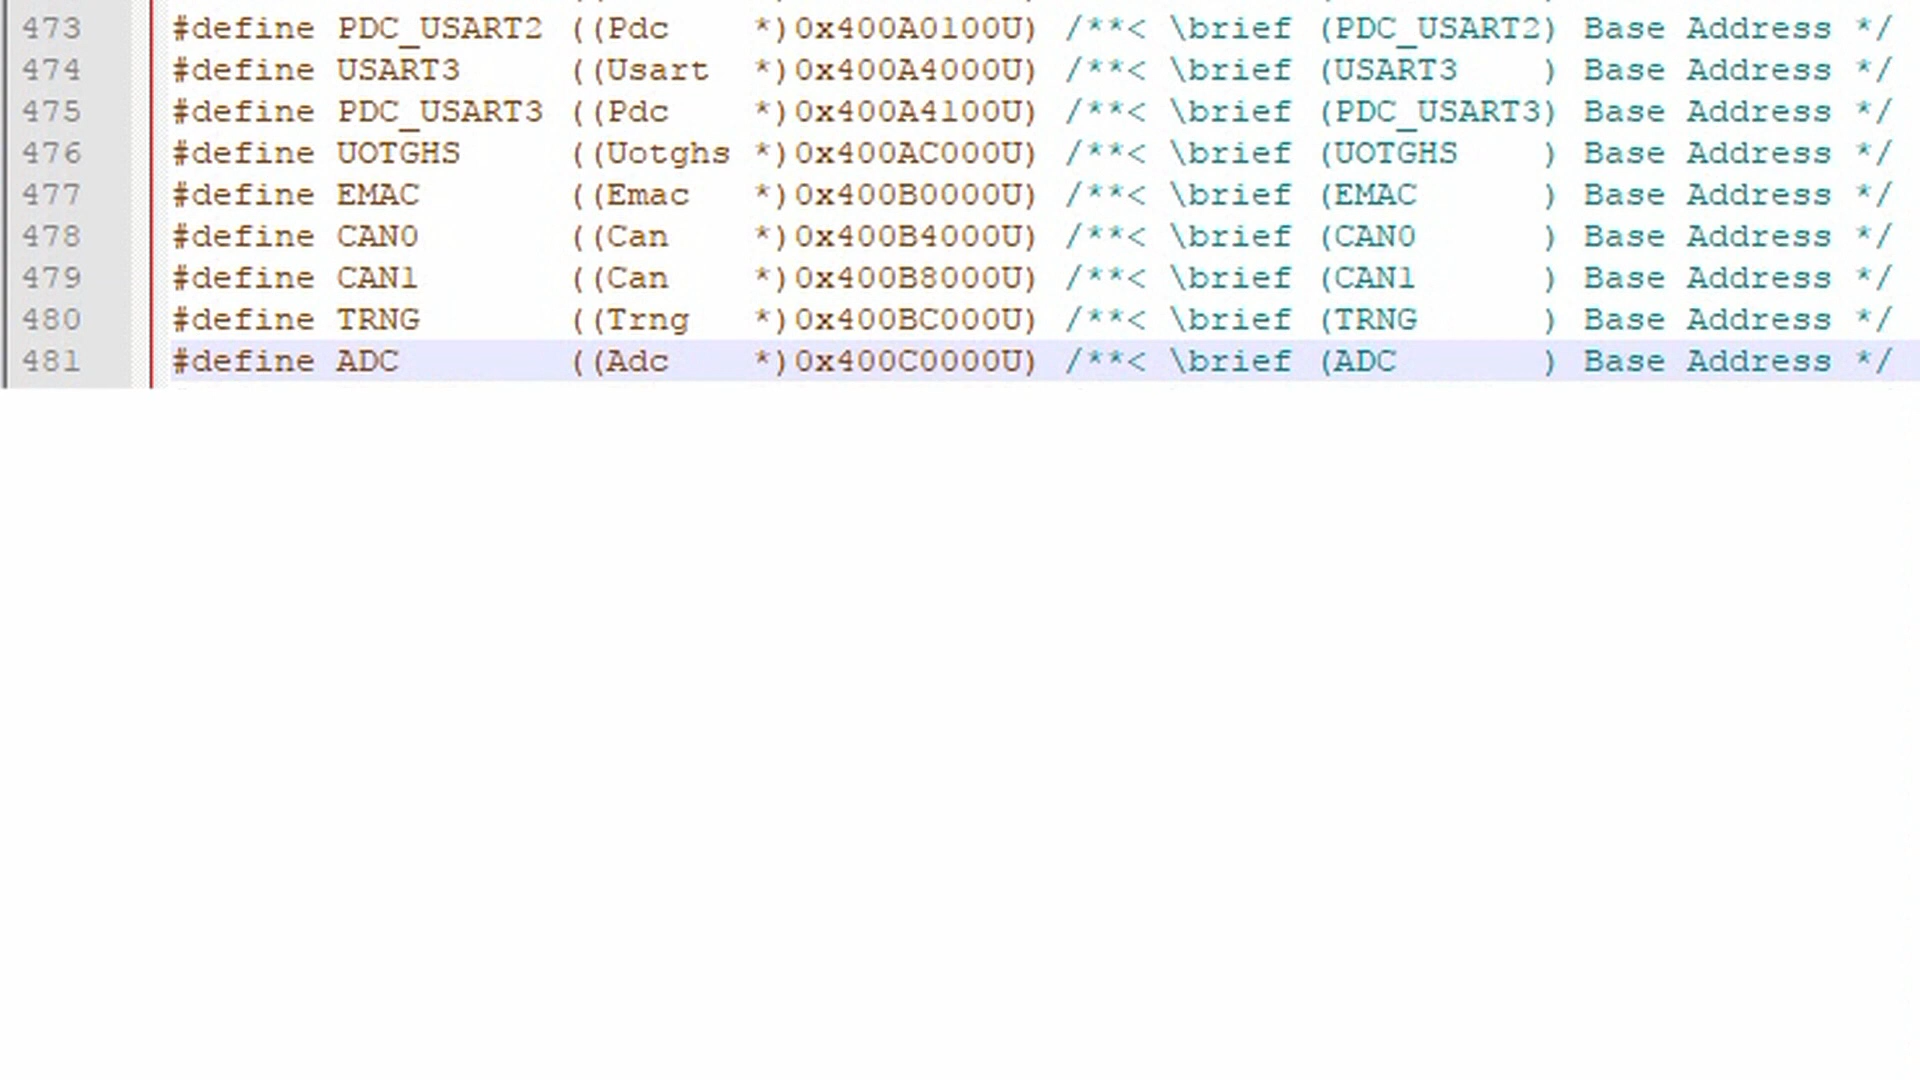 473 #define PDC_USART2 ((Pdc    *)0x400A0100U) /**< \brief (PDC_USART2) Base Address */
474 #define USART3     ((Usart  *)0x400A4000U) /**< \brief (USART3    ) Base Address */
475 #define PDC_USART3 ((Pdc    *)0x400A4100U) /**< \brief (PDC_USART3) Base Address */
476 #define UOTGHS     ((Uotghs *)0x400AC000U) /**< \brief (UOTGHS    ) Base Address */
477 #define EMAC       ((Emac   *)0x400B0000U) /**< \brief (EMAC      ) Base Address */
478 #define CAN0       ((Can    *)0x400B4000U) /**< \brief (CAN0      ) Base Address */
479 #define CAN1       ((Can    *)0x400B8000U) /**< \brief (CAN1      ) Base Address */
480 #define TRNG       ((Trng   *)0x400BC000U) /**< \brief (TRNG      ) Base Address */
481 #define ADC        ((Adc    *)0x400C0000U) /**< \brief (ADC       ) Base Address */